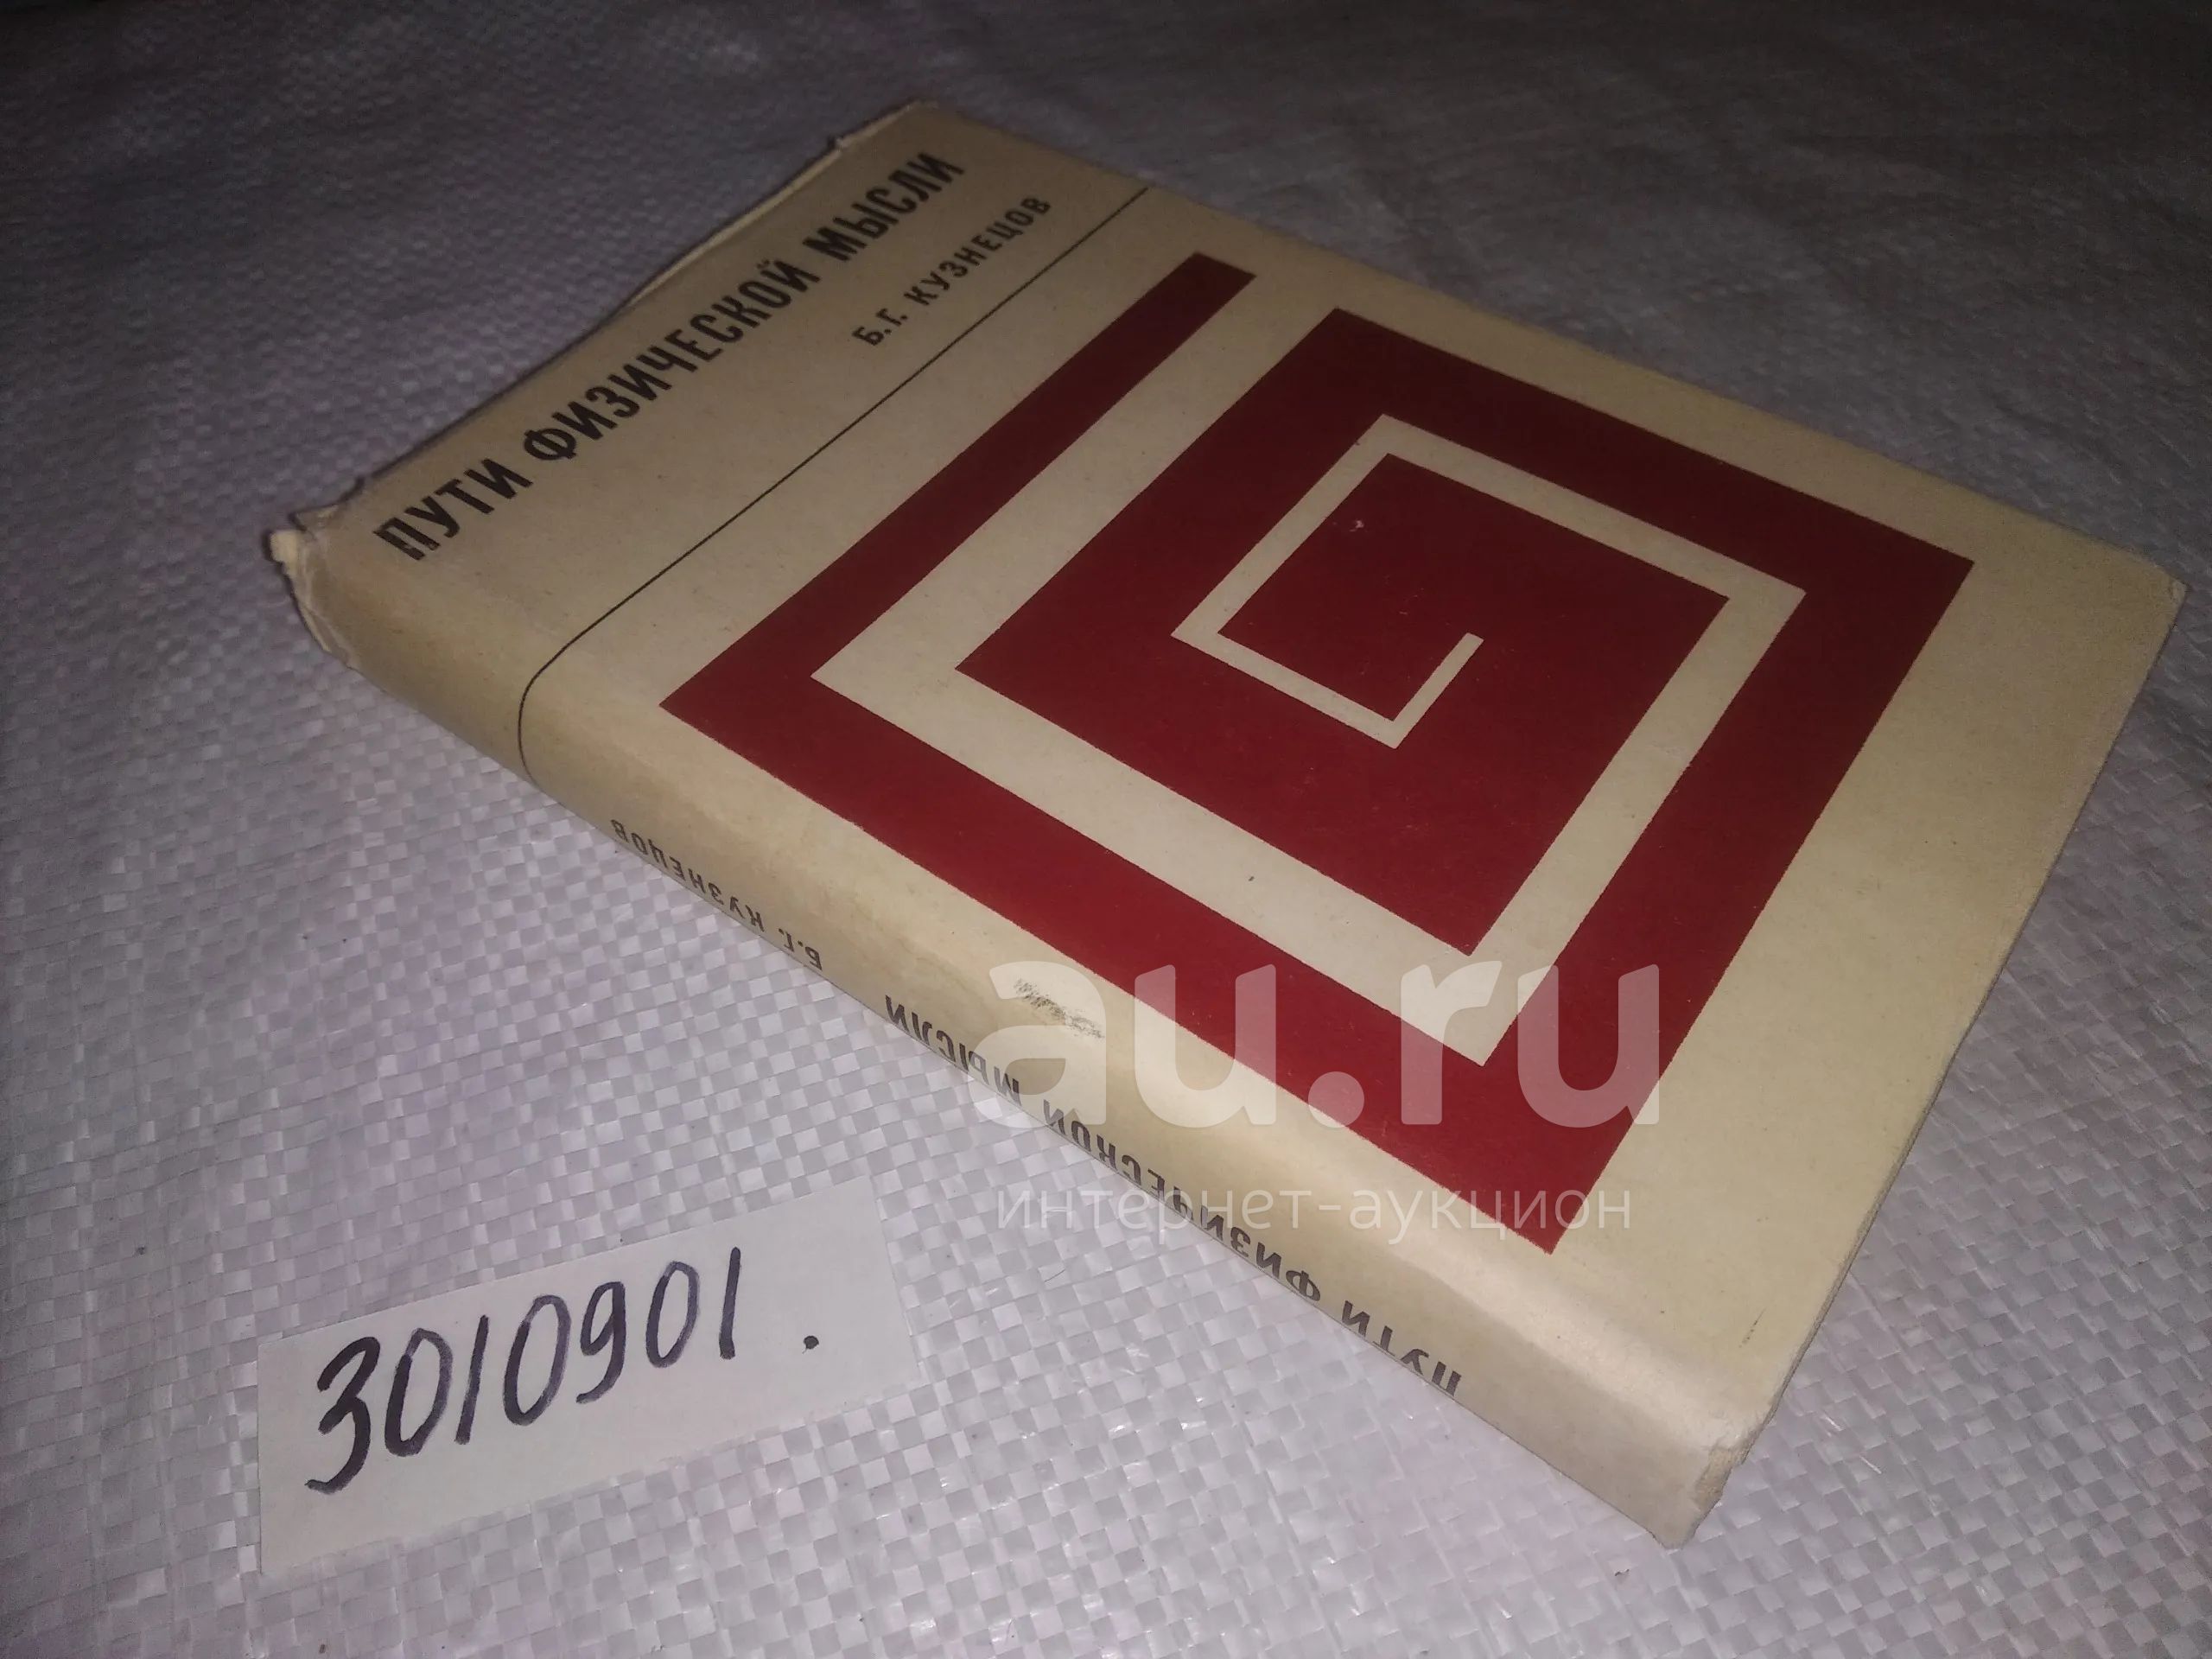 ПУТИ ФИЗИЧЕСКОЙ МЫСЛИ
Б.Г. КУЗНЕЦОВ
Б.Г. КУЗНЕЦОВ
ПУТИ ФИЗИЧЕСКОЙ МЫСЛИ
au.ru
интернет-аукцион
3010901.